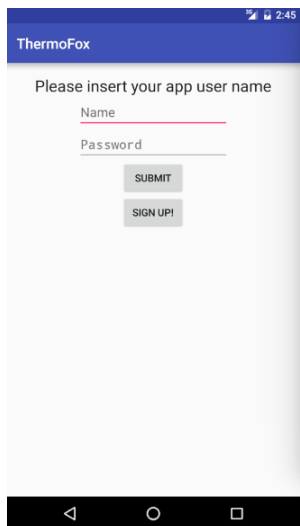 2:45
ThermoFox
Please insert your app user name
Name
Password
SUBMIT
SIGN UP!